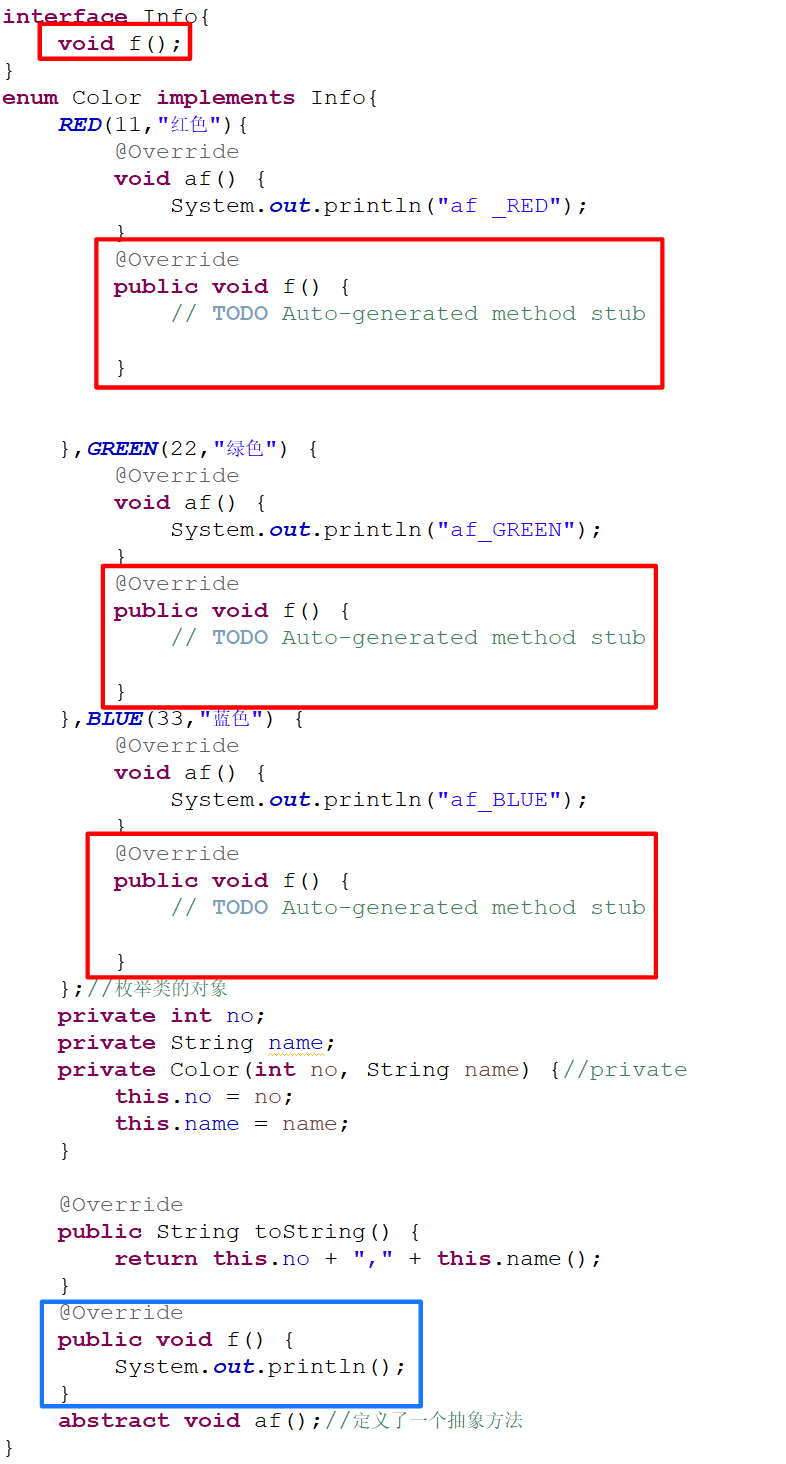 interface Info{
    void f();
}
enum Color implements Info{
    RED(11,"红色"){
        @Override
        void af() {
            System.out.println("af _RED");
        }
        @Override
        public void f() {
            // TODO Auto-generated method stub

        }


    },GREEN(22,"绿色") {
        @Override
        void af() {
            System.out.println("af_GREEN");
        }
        @Override
        public void f() {
            // TODO Auto-generated method stub

        }
    },BLUE(33,"蓝色") {
        @Override
        void af() {
            System.out.println("af_BLUE");
        }
        @Override
        public void f() {
            // TODO Auto-generated method stub

        }
    };//枚举类的对象
    private int no;
    private String name;
    private Color(int no, String name) {//private
        this.no = no;
        this.name = name;
    }

    @Override
    public String toString() {
        return this.no + "," + this.name();
    }
    @Override
    public void f() {
        System.out.println();
    }
    abstract void af();//定义了一个抽象方法
}